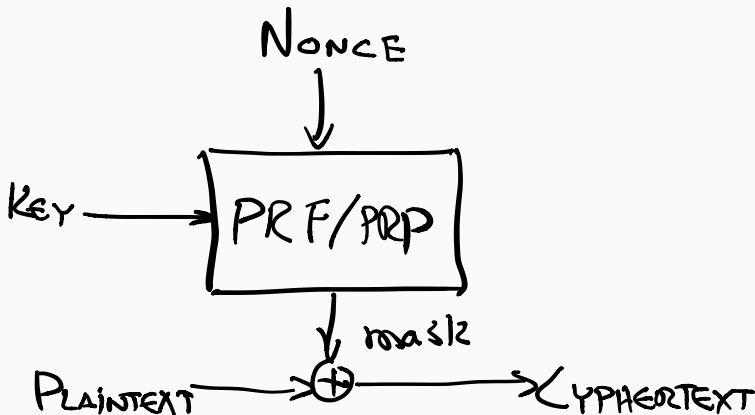 NONCE
KEY
PRF/PRP
mask
PLAINTEXT
CYPHERTEXT